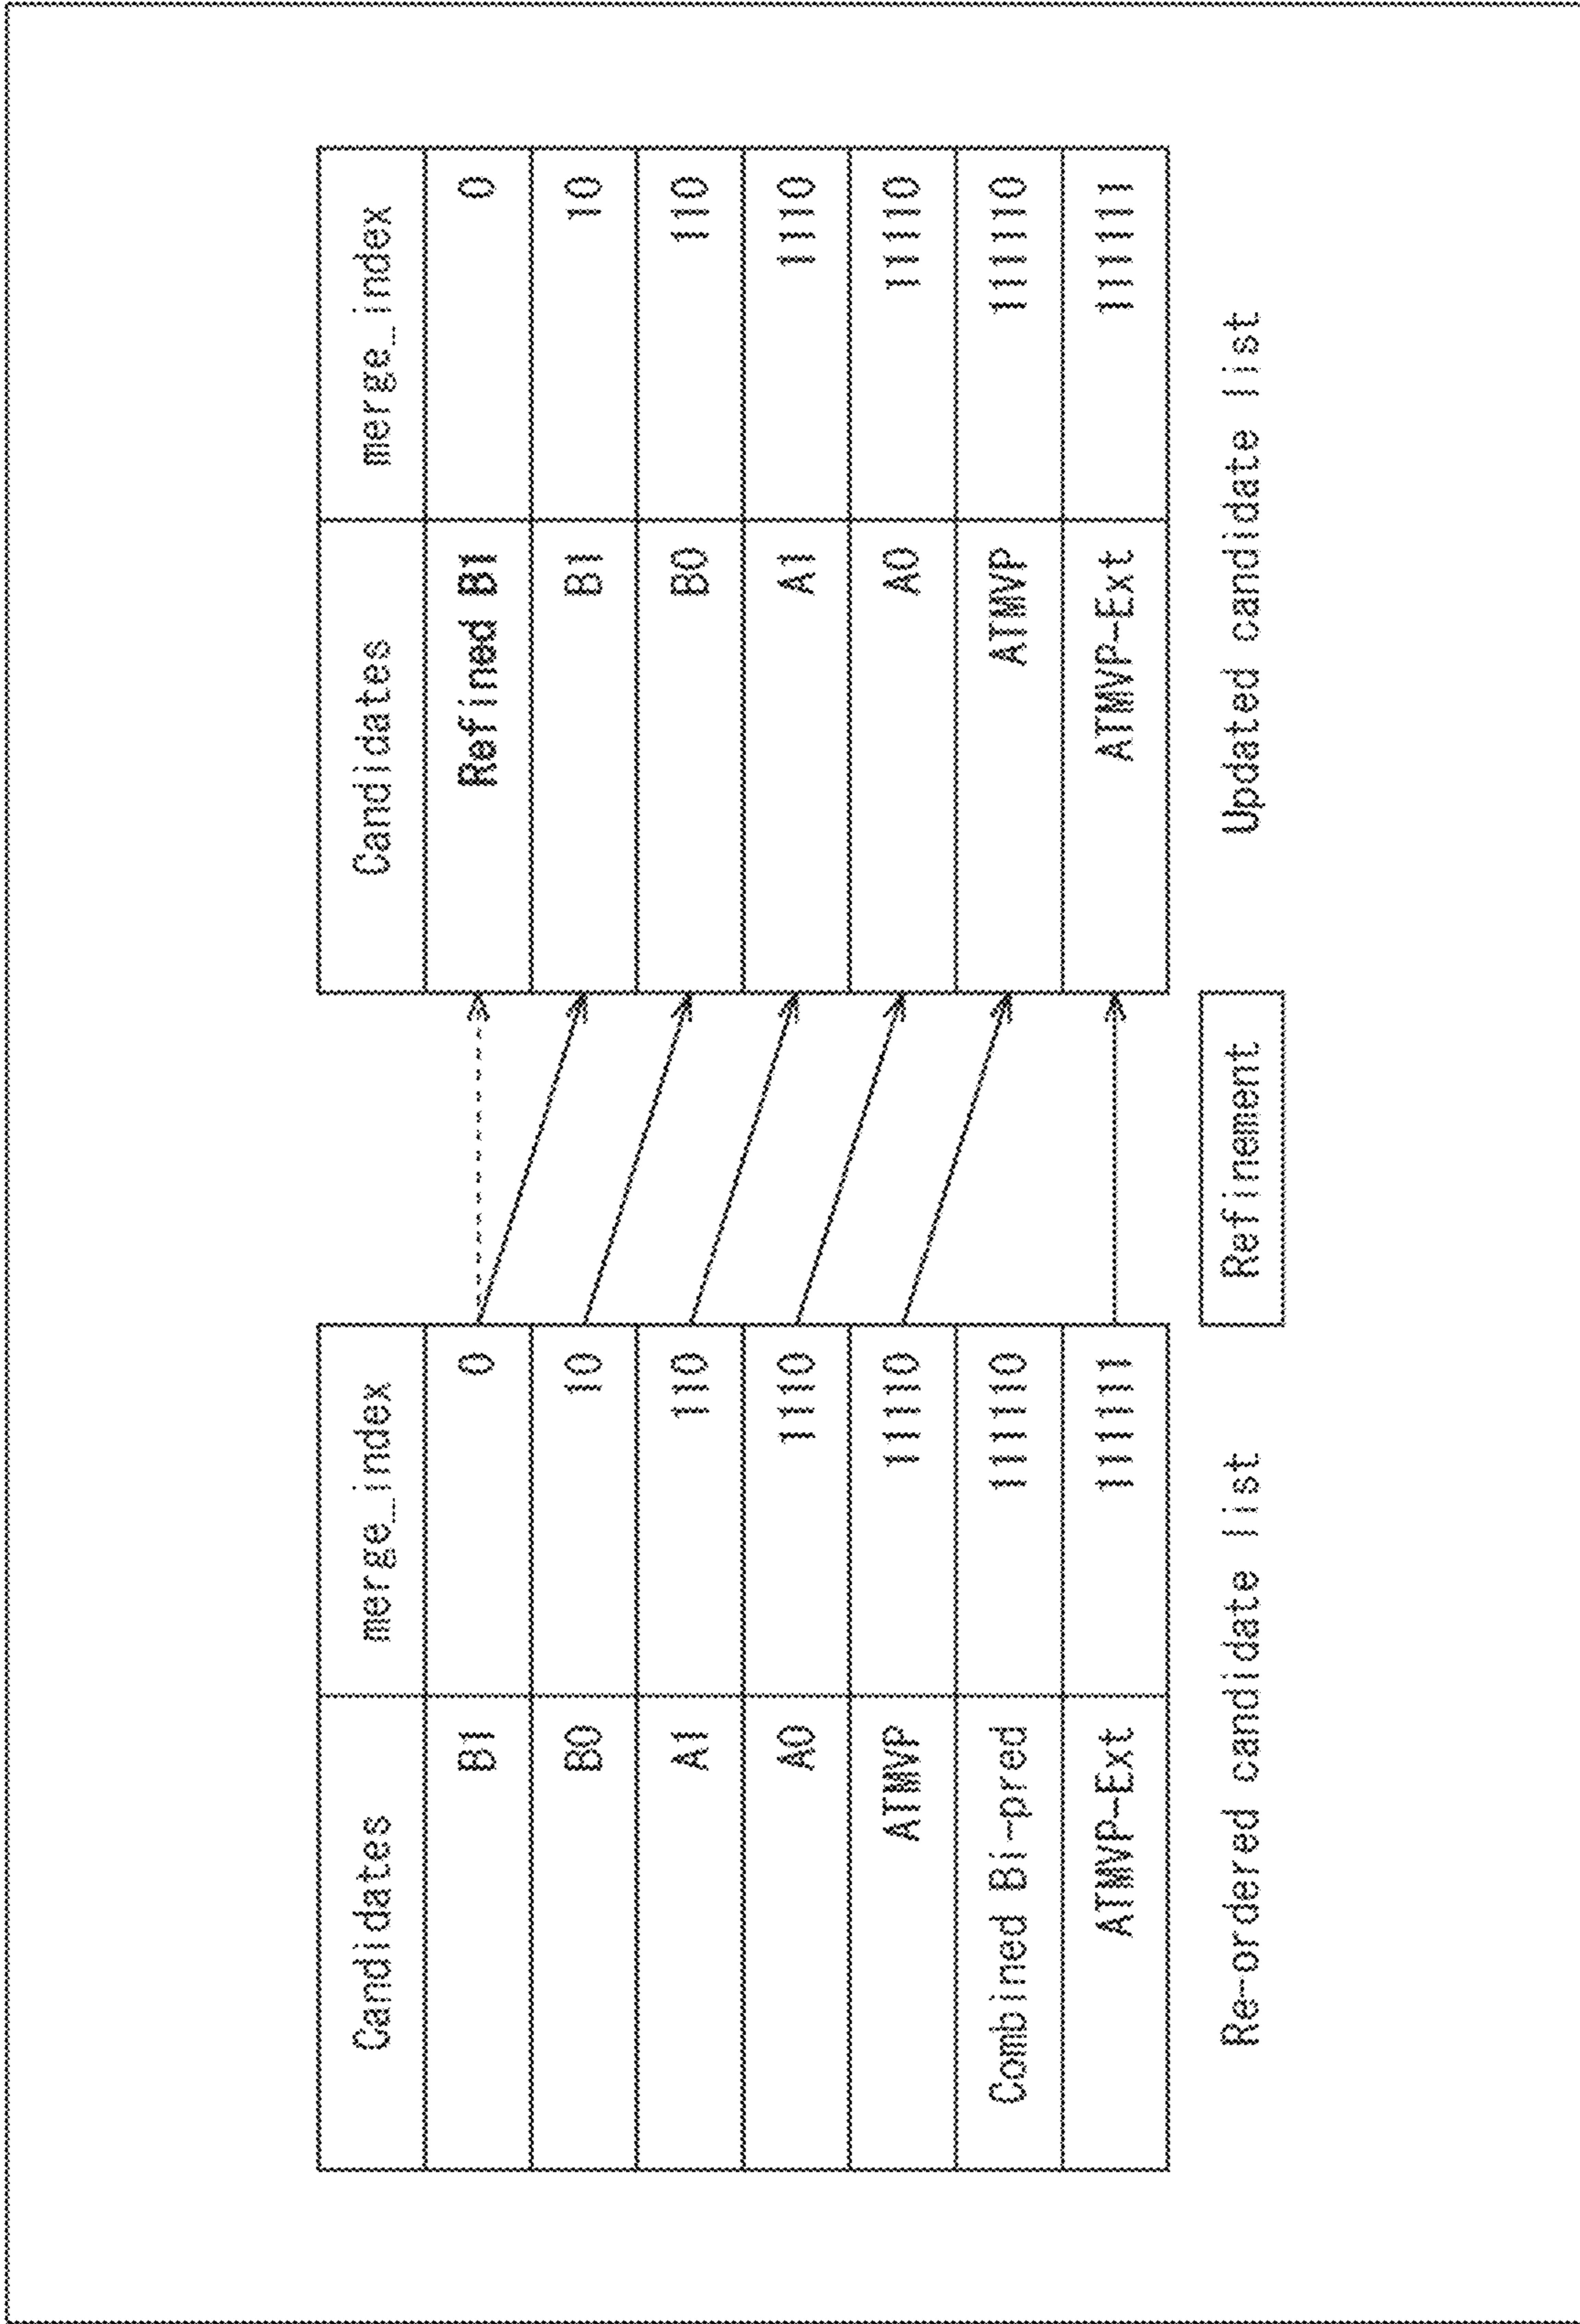 Candidates merge_index
B1 0
B0 10
A1 110
A0 1110
ATMVP 11110
Combined Bi-pred 111110
ATMVP-Ext 111111
Re-ordered candidate list
Refinement
Candidates merge_index
Refined B1 0
B1 10
B0 110
A1 1110
A0 11110
ATMVP 111110
ATMVP-Ext 111111
Updated candidate list